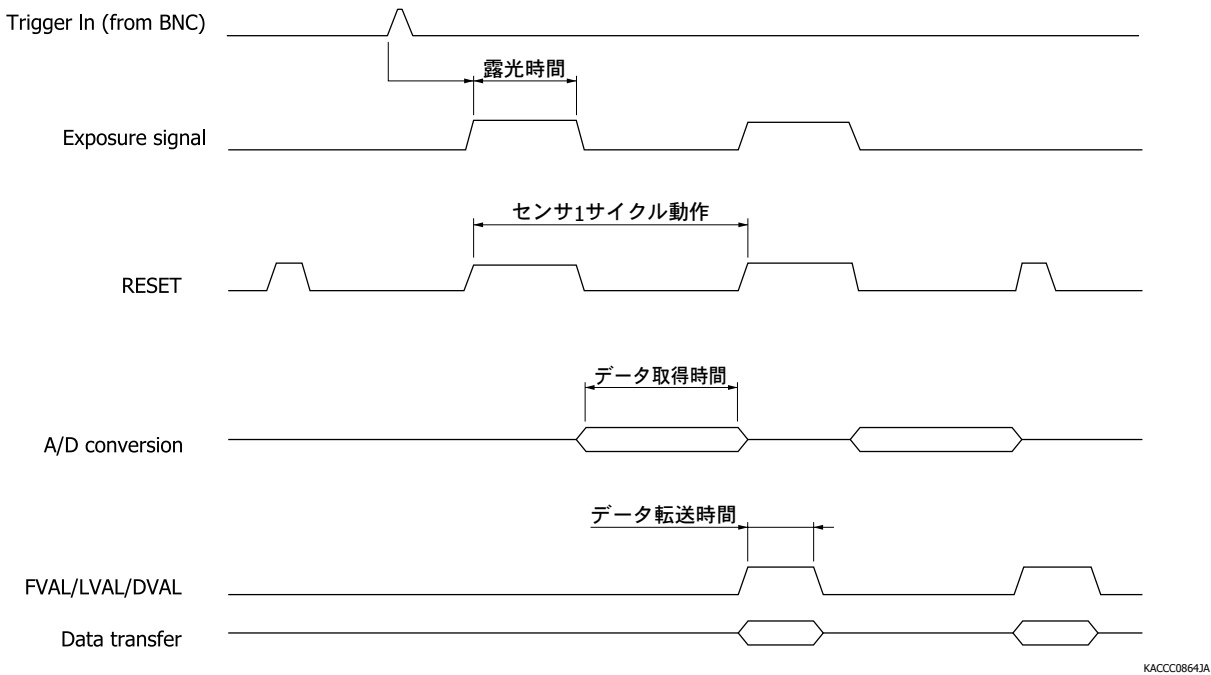 Trigger In (from BNC)
露光時間
Exposure signal
センサ1サイクル動作
RESET
データ取得時間
A/D conversion
データ転送時間
FVAL/LVAL/DVAL
Data transfer
KACCC0864JA